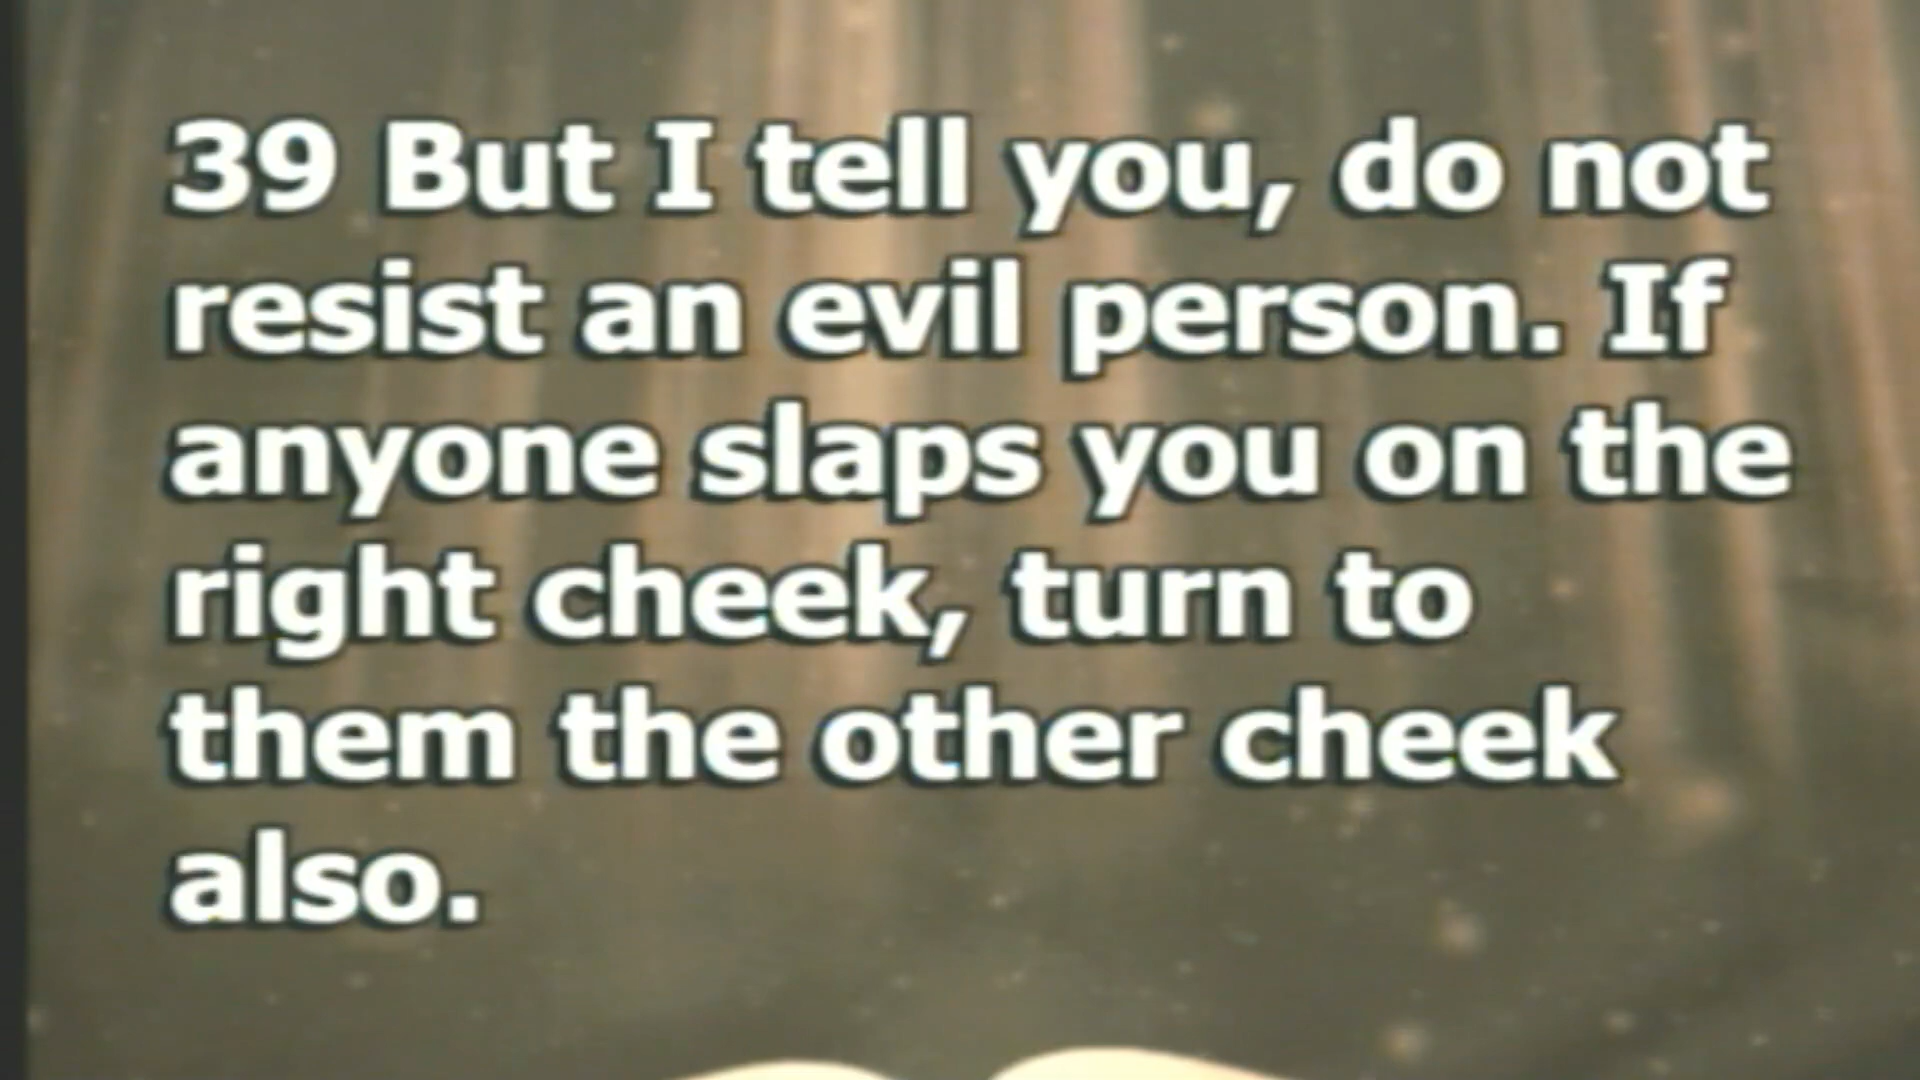 39 But I tell you, do not
resist an evil person. If
anyone slaps you on the
right cheek, turn to
them the other cheek
also.